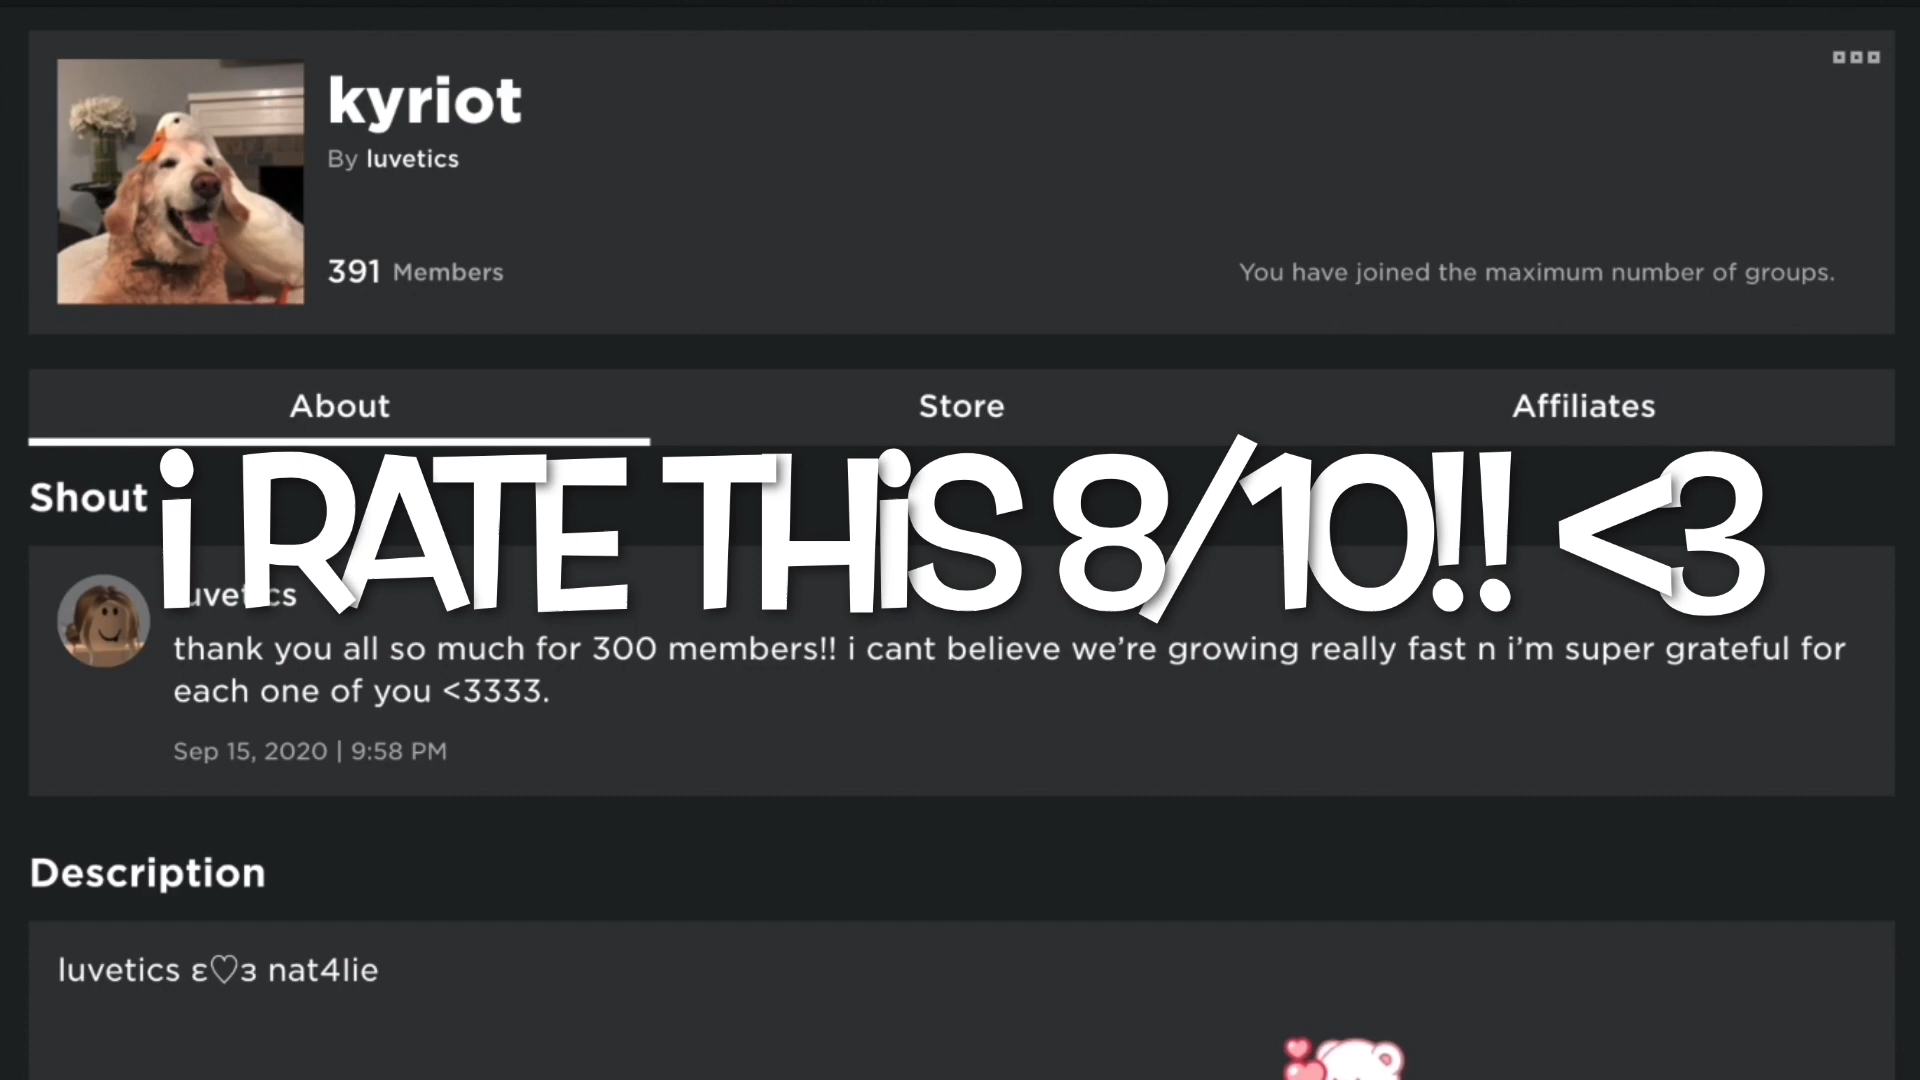 kyriot
By luvetics
391 Members
You have joined the maximum number of groups.
About Store Affiliates
Shout
i RATE THiS 8/10!! <3
thank you all so much for 300 members!! i cant believe we’re growing really fast n i’m super grateful for
each one of you <3333.
Sep 15, 2020 | 9:58 PM
Description
luvetics ε♡з nat4lie